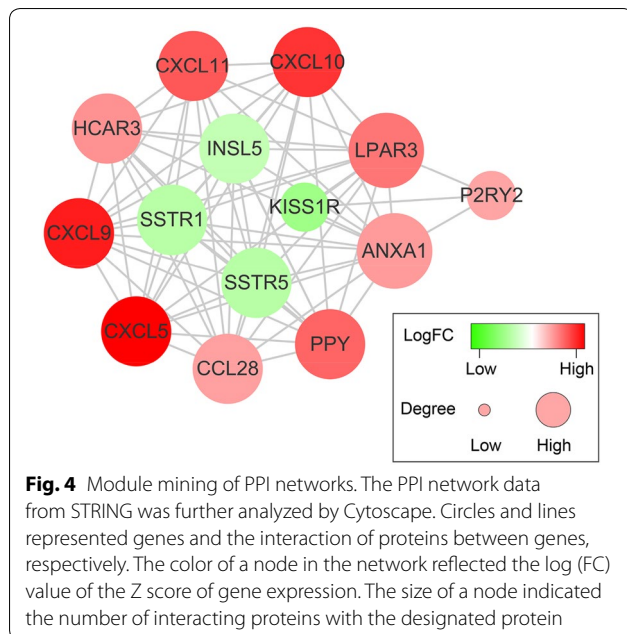 CXCL11
CXCL10
HCAR3
INSL5
LPAR3
P2RY2
KISS1R
SSTR1
CXCL9
ANXA1
SSTR5
CXCL5
PPY
CCL28
LogFC
Low High
Degree
Low High
Fig. 4 Module mining of PPI networks. The PPI network data
from STRING was further analyzed by Cytoscape. Circles and lines
represented genes and the interaction of proteins between genes,
respectively. The color of a node in the network reflected the log (FC)
value of the Z score of gene expression. The size of a node indicated
the number of interacting proteins with the designated protein